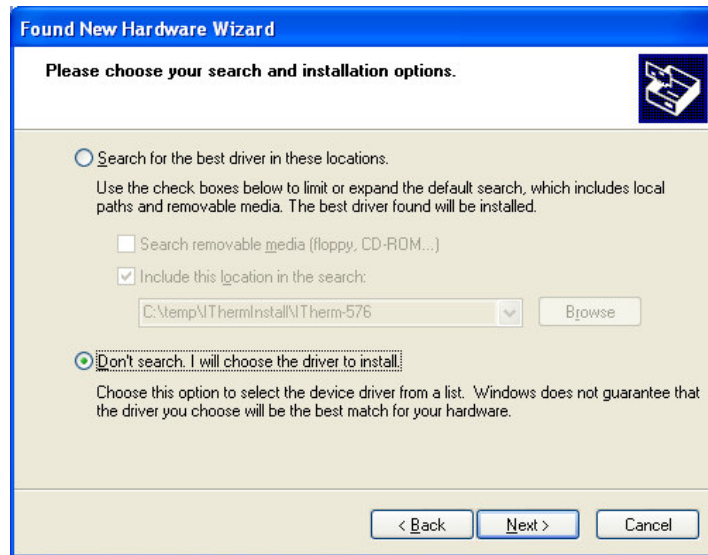 Found New Hardware Wizard
Please choose your search and installation options.
Search for the best driver in these locations.
Use the check boxes below to limit or expand the default search, which includes local
paths and removable media. The best driver found will be installed.
Search removable media (floppy, CD-ROM...)
Include this location in the search:
C:\temp\IThermInstall\ITherm-576
Browse
Don't search. I will choose the driver to install.
Choose this option to select the device driver from a list.  Windows does not guarantee that
the driver you choose will be the best match for your hardware.
< Back
Next >
Cancel